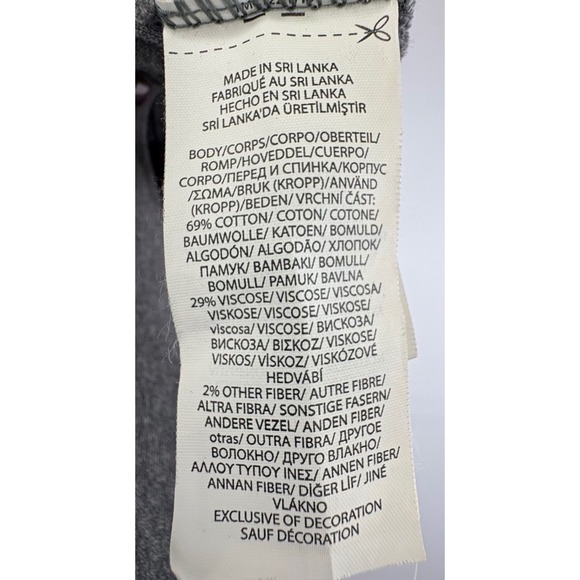 MADE IN SRI LANKA
FABRIQUÉ AU SRI LANKA
HECHO EN SRI LANKA
SRİ LANKA'DA ÜRETİLMİŞTİR
BODY/CORPS/CORPO/OBERTEIL/
ROMP/HOVEDDEL/CUERPO/
CORPO/ПЕРЕД И СПИНКА/КОРПУС
/ΣΩΜΑ/BRUK (KROPP)/ANVÄND
(KROPP)/BEDEN/ VRCHNÍ ČÁST:
69% COTTON/ COTON/ COTONE/
BAUMWOLLE/ KATOEN/ BOMULD/
ALGODÓN/ ALGODÃO/ ХЛОПОК/
ПАМУК/ ΒΑΜΒΑΚΙ/ BOMULL/
BOMULL/ PAMUK/ BAVLNA
29% VISCOSE/ VISCOSE/ VISCOSA/
VISKOSE/ VISCOSE/ VISKOSE/
viscosa/ VISCOSE/ ВИСКОЗА/
ВИСКОЗА/ ΒΙΣΚΟΖ/ VISKOSE/
VISKOS/ VİSKOZ/ VISKÓZOVÉ
HEDVÁBÍ
2% OTHER FIBER/ AUTRE FIBRE/
ALTRA FIBRA/ SONSTIGE FASERN/
ANDERE VEZEL/ ANDEN FIBER/
otras/ OUTRA FIBRA/ ДРУГОЕ
ВОЛОКНО/ ДРУГО ВЛАКНО/
ΑΛΛΟΥ ΤΥΠΟΥ ΙΝΕΣ/ ANNEN FIBER/
ANNAN FIBER/ DİĞER LİF/ JINÉ
VLÁKNO
EXCLUSIVE OF DECORATION
SAUF DÉCORATION